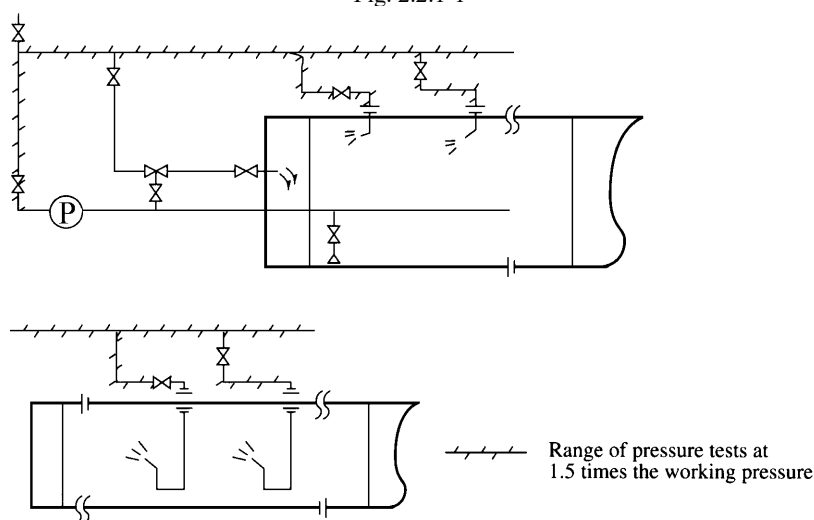 Fig. 2.2.1-1
P
Range of pressure tests at
1.5 times the working pressure